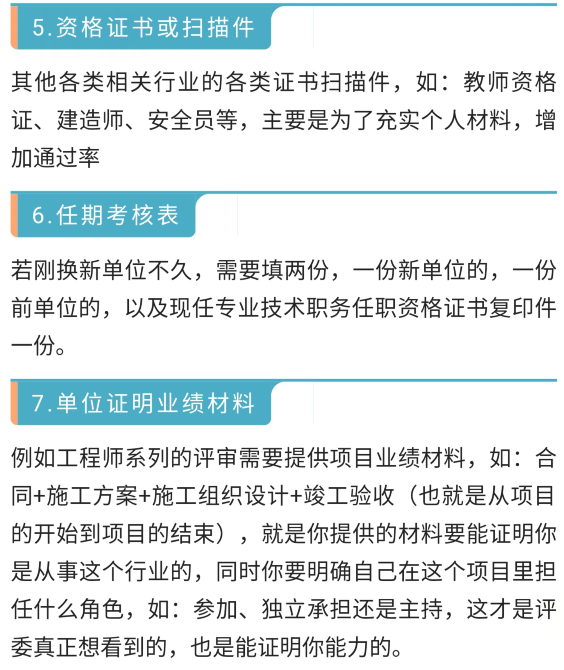 5.资格证书或扫描件
其他各类相关行业的各类证书扫描件，如：教师资格
证、建造师、安全员等，主要是为了充实个人材料，增
加通过率
6.任期考核表
若刚换新单位不久，需要填两份，一份新单位的，一份
前单位的，以及现任专业技术职务任职资格证书复印件
一份。
7.单位证明业绩材料
例如工程师系列的评审需要提供项目业绩材料，如：合
同+施工方案+施工组织设计+竣工验收（也就是从项目
的开始到项目的结束），就是你提供的材料要能证明你
是从事这个行业的，同时你要明确自己在这个项目里担
任什么角色，如：参加、独立承担还是主持，这才是评
委真正想看到的，也是能证明你能力的。